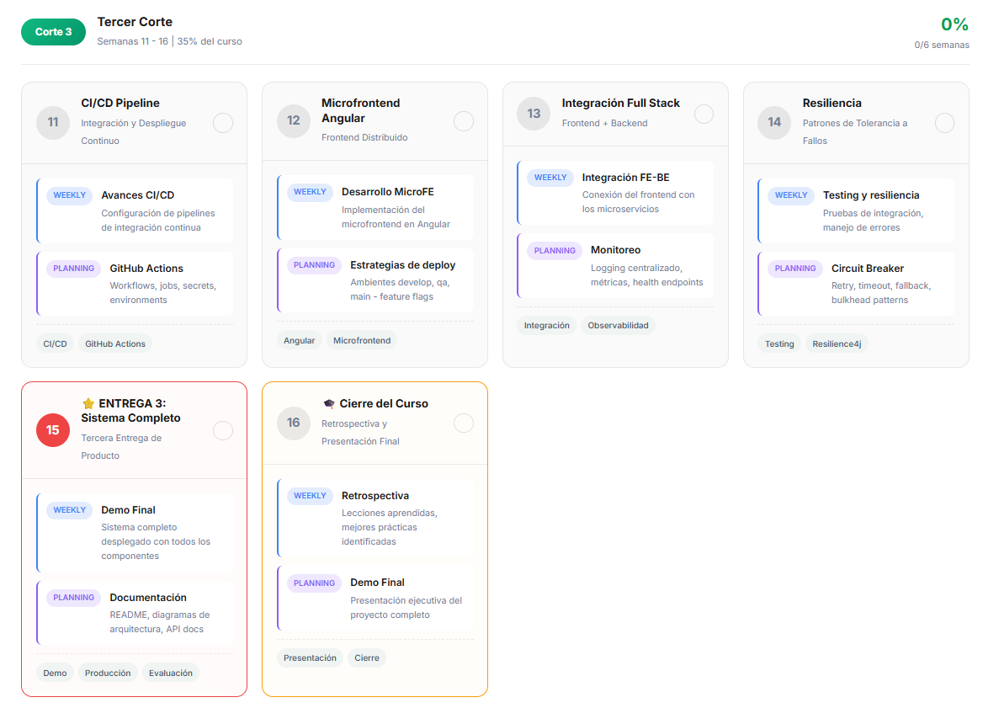 Corte 3
Tercer Corte
Semanas 11 - 16 | 35% del curso
0%
0/6 semanas
11
CI/CD Pipeline
Integración y Despliegue
Continuo
WEEKLY
Avances CI/CD
Configuración de pipelines
de integración continua
PLANNING
GitHub Actions
Workflows, jobs, secrets,
environments
CI/CD
GitHub Actions
12
Microfrontend
Angular
Frontend Distribuido
WEEKLY
Desarrollo MicroFE
Implementación del
microfrontend en Angular
PLANNING
Estrategias de deploy
Ambientes develop, qa,
main - feature flags
Angular
Microfrontend
13
Integración Full Stack
Frontend + Backend
WEEKLY
Integración FE-BE
Conexión del frontend con
los microservicios
PLANNING
Monitoreo
Logging centralizado,
métricas, health endpoints
Integración
Observabilidad
14
Resiliencia
Patrones de Tolerancia a
Fallos
WEEKLY
Testing y resiliencia
Pruebas de integración,
manejo de errores
PLANNING
Circuit Breaker
Retry, timeout, fallback,
bulkhead patterns
Testing
Resilience4j
15
⭐ ENTREGA 3:
Sistema Completo
Tercera Entrega de
Producto
WEEKLY
Demo Final
Sistema completo
desplegado con todos los
componentes
PLANNING
Documentación
README, diagramas de
arquitectura, API docs
Demo
Producción
Evaluación
16
🎓 Cierre del Curso
Retrospectiva y
Presentación Final
WEEKLY
Retrospectiva
Lecciones aprendidas,
mejores prácticas
identificadas
PLANNING
Demo Final
Presentación ejecutiva del
proyecto completo
Presentación
Cierre